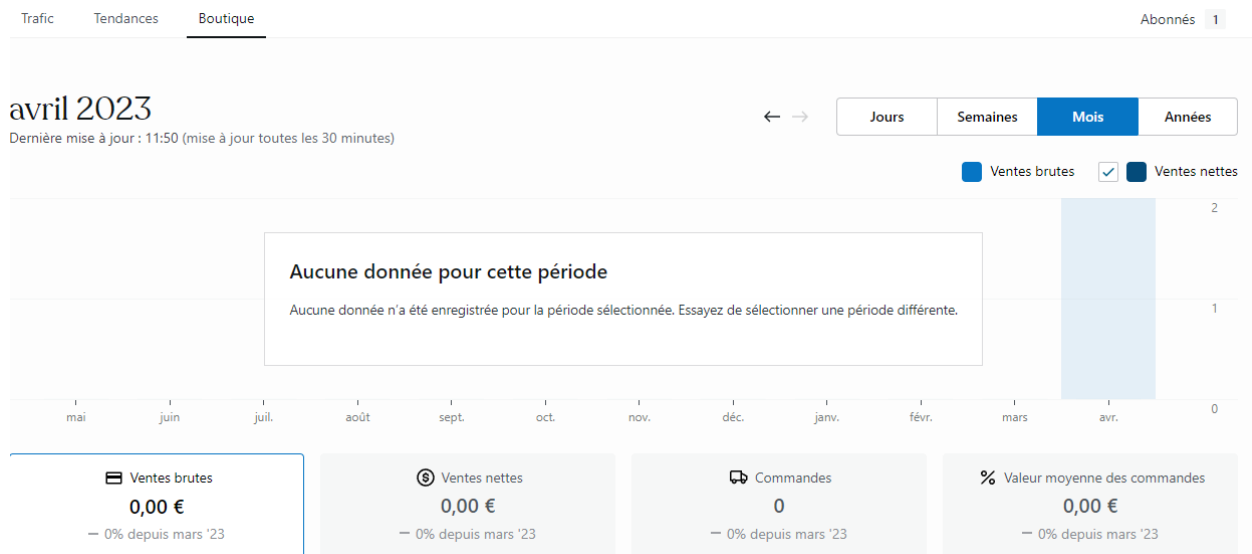 Trafic Tendances Boutique Abonnés 1
avril 2023
Dernière mise à jour : 11:50 (mise à jour toutes les 30 minutes)
Jours Semaines Mois Années
Ventes brutes Ventes nettes
2
Aucune donnée pour cette période
Aucune donnée n'a été enregistrée pour la période sélectionnée. Essayez de sélectionner une période différente.
1
0
mai juin juil. août sept. oct. nov. déc. janv. févr. mars avr.
Ventes brutes Ventes nettes Commandes % Valeur moyenne des commandes
0,00 € 0,00 € 0 0,00 €
— 0% depuis mars '23 — 0% depuis mars '23 — 0% depuis mars '23 — 0% depuis mars '23